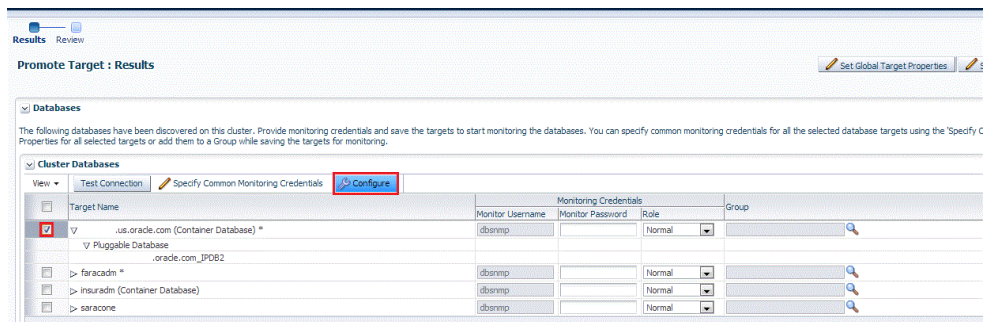 Results Review
Promote Target : Results
Set Global Target Properties
Databases
The following databases have been discovered on this cluster. Provide monitoring credentials and save the targets to start monitoring the databases. You can specify common monitoring credentials for all the selected database targets using the 'Specify C
Properties for all selected targets or add them to a Group while saving the targets for monitoring.
Cluster Databases
View Test Connection Specify Common Monitoring Credentials Configure
Monitoring Credentials
Target Name Monitor Username Monitor Password Role Group
.us.oracle.com (Container Database) * dbsnmp Normal
Pluggable Database
.oracle.com_IPDB2
faracadm * dbsnmp Normal
insuradm (Container Database) dbsnmp Normal
saracone dbsnmp Normal